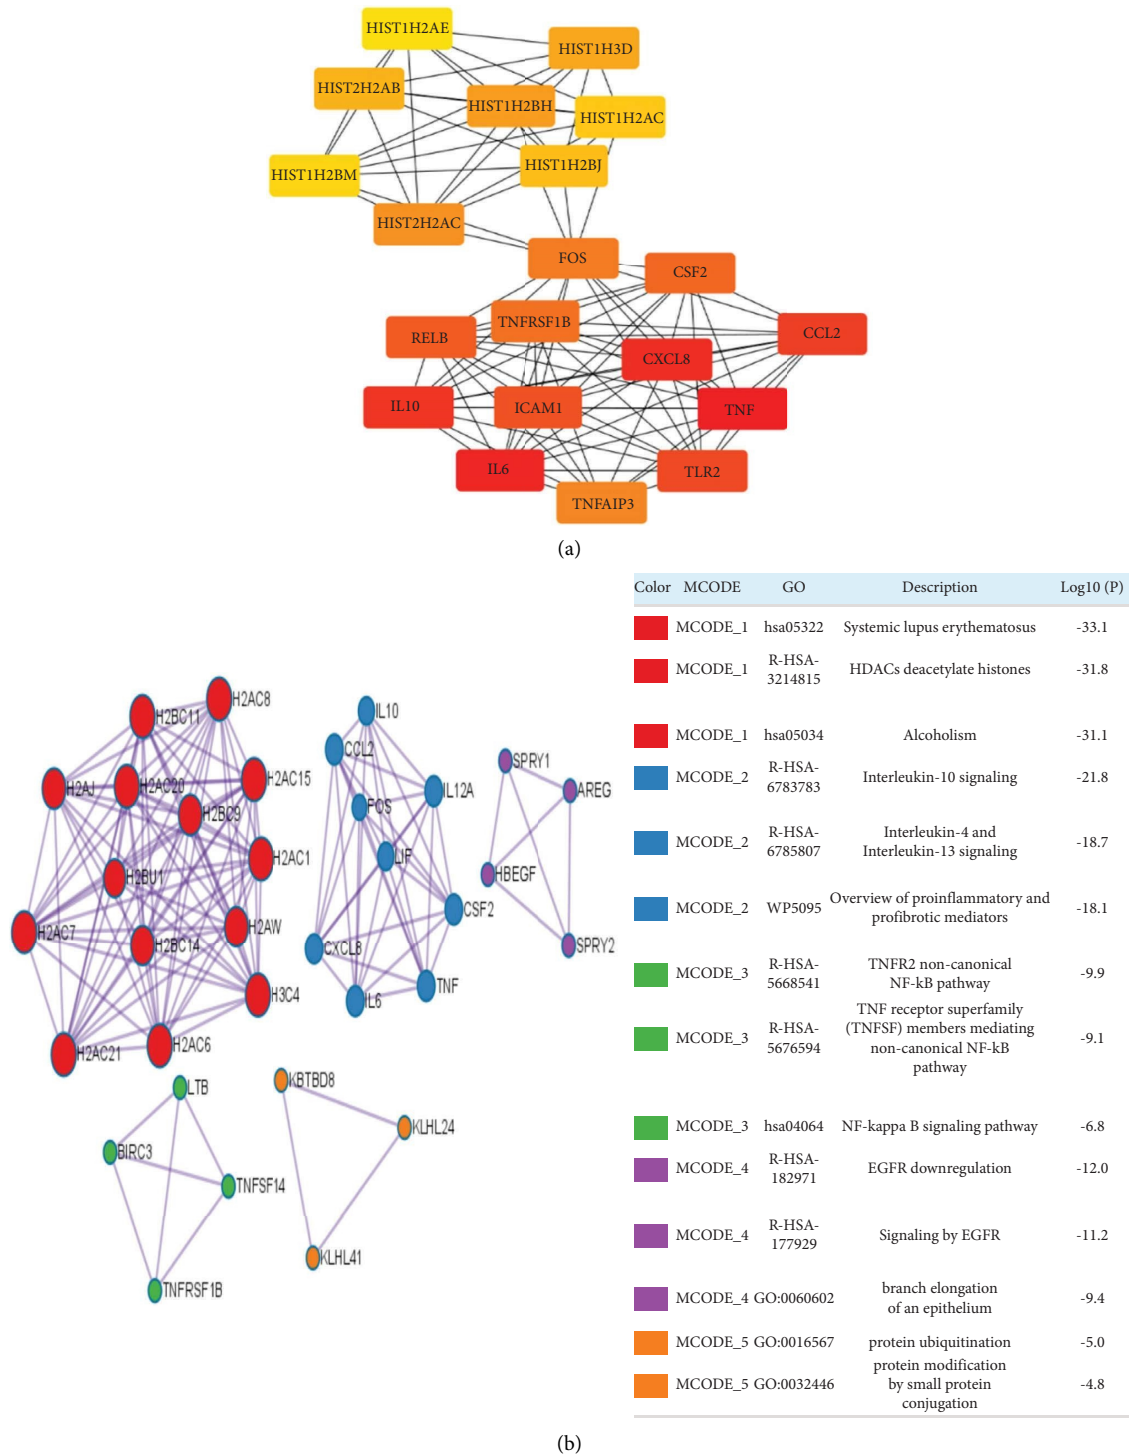 HIST1H2AE
HIST1H3D
HIST2H2AB
HIST1H2BH
HIST1H2AC
HIST1H2BJ
HIST1H2BM
HIST2H2AC
FOS
CSF2
TNFRSF1B
RELB
CCL2
CXCL8
IL10
ICAM1
TNF
IL6
TLR2
TNFAIP3
(a)
H2AC8
H2BC11
H2AJ
H2AC20
H2AC15
H2BC9
H2AC1
H2BU1
H2AW
H2AC7
H2BC14
H3C4
H2AC21
H2AC6
IL10
CCL2
IL12A
FOS
LIF
CSF2
CXCL8
TNF
IL6
SPRY1
AREG
HBEGF
SPRY2
LTB
BIRC3
TNFSF14
TNFRSF1B
KBTBD8
KLHL24
KLHL41
Color MCODE GO Description Log10 (P)
MCODE_1 hsa05322 Systemic lupus erythematosus -33.1
MCODE_1 R-HSA-
3214815 HDACs deacetylate histones -31.8
MCODE_1 hsa05034 Alcoholism -31.1
MCODE_2 R-HSA-
6783783 Interleukin-10 signaling -21.8
MCODE_2 R-HSA-
6785807 Interleukin-4 and
Interleukin-13 signaling -18.7
MCODE_2 WP5095 Overview of proinflammatory and
profibrotic mediators -18.1
MCODE_3 R-HSA-
5668541 TNFR2 non-canonical
NF-kB pathway -9.9
MCODE_3 R-HSA-
5676594 TNF receptor superfamily
(TNFSF) members mediating
non-canonical NF-kB
pathway -9.1
MCODE_3 hsa04064 NF-kappa B signaling pathway -6.8
MCODE_4 R-HSA-
182971 EGFR downregulation -12.0
MCODE_4 R-HSA-
177929 Signaling by EGFR -11.2
MCODE_4 GO:0060602 branch elongation
of an epithelium -9.4
MCODE_5 GO:0016567 protein ubiquitination -5.0
MCODE_5 GO:0032446 protein modification
by small protein
conjugation -4.8
(b)